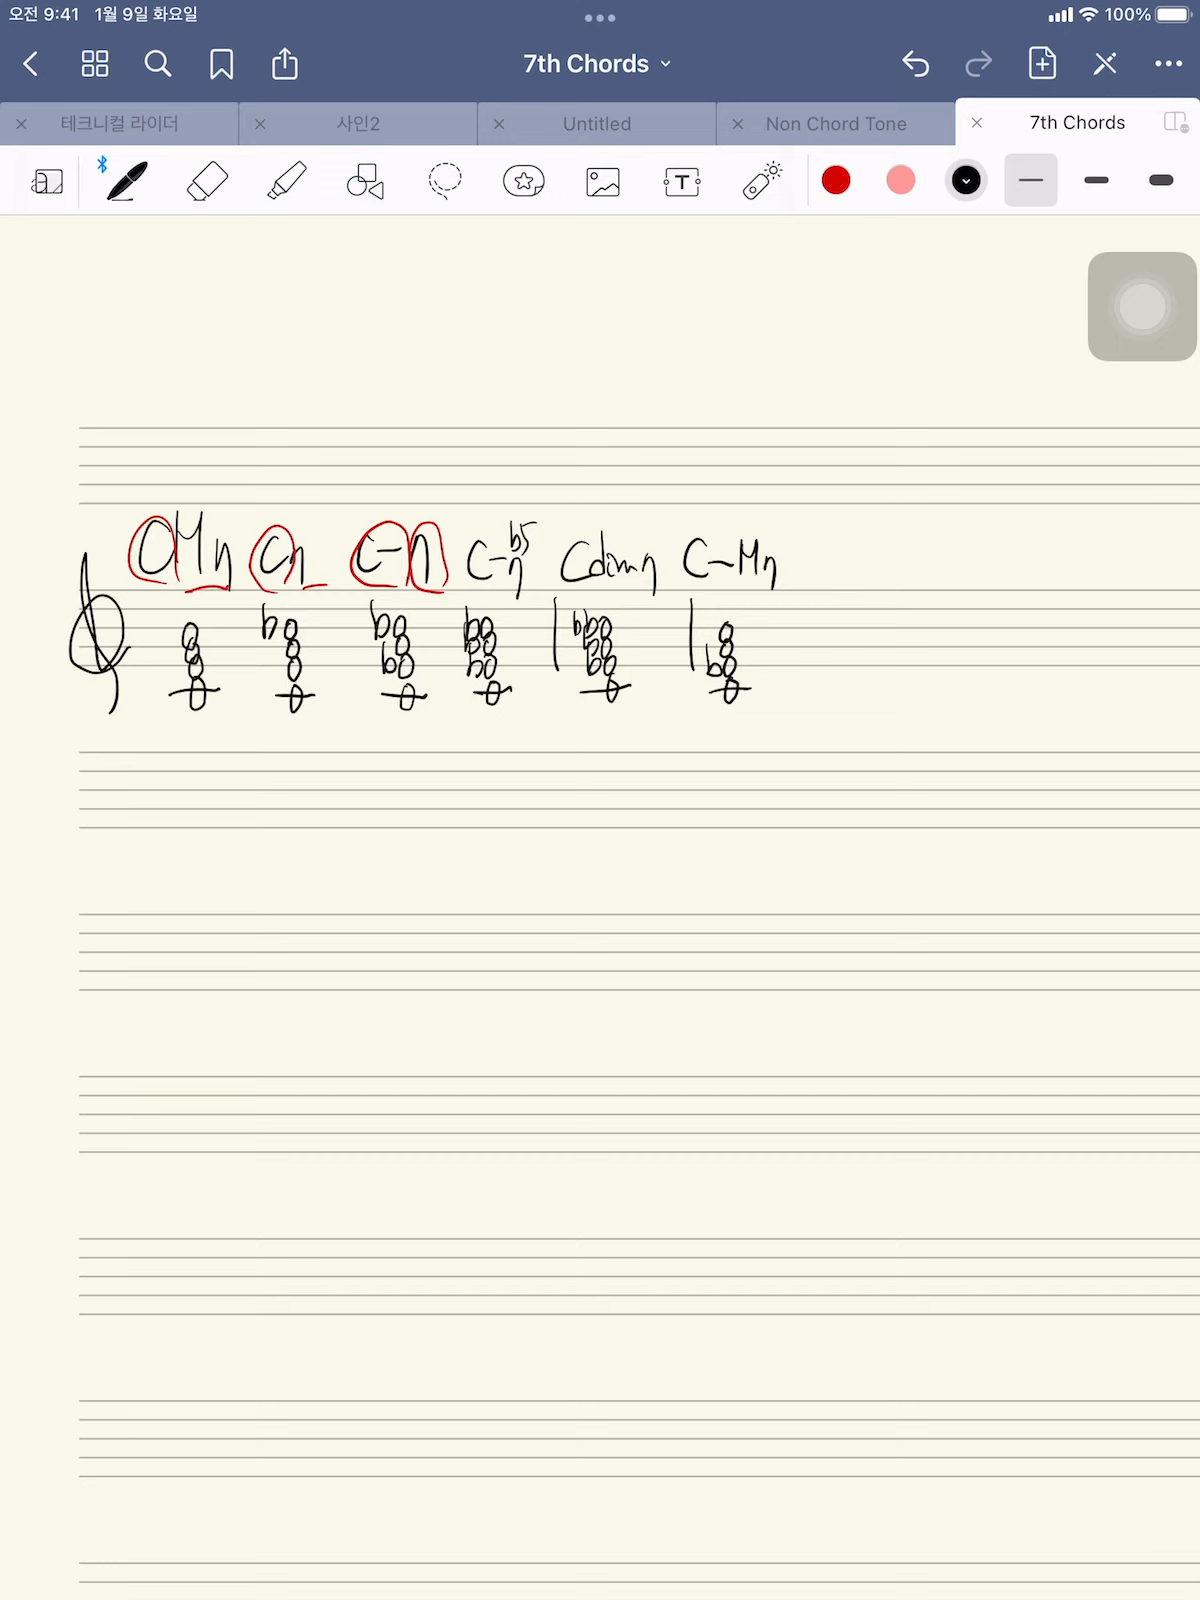 오전 9:41 1월 9일 화요일
100%
7th Chords
테크니컬 라이더
사인2
Untitled
Non Chord Tone
7th Chords
T
CM7 C7 C-7 C-7b5 Cdim7 C-M7
b b b b bb
b b b b
b b b